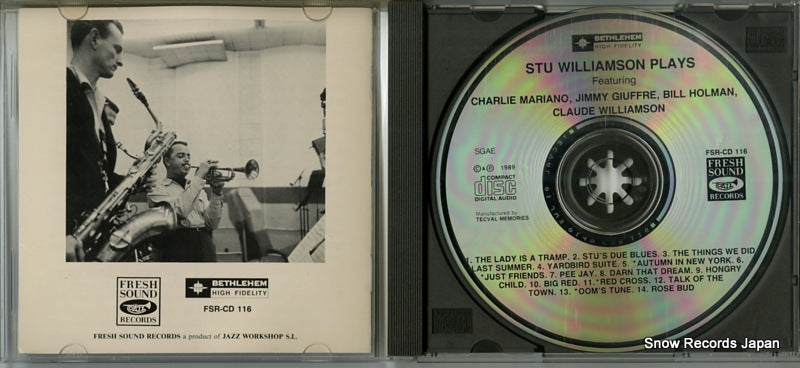 FRESH
SOUND
RECORDS
BETHLEHEM
HIGH FIDELITY
FSR-CD 116
FRESH SOUND RECORDS a product of JAZZ WORKSHOP S.L.
BETHLEHEM
HIGH FIDELITY
STU WILLIAMSON PLAYS
Featuring
CHARLIE MARIANO, JIMMY GIUFFRE, BILL HOLMAN,
CLAUDE WILLIAMSON
SGAE
© & ℗ 1989
COMPACT
disc
DIGITAL AUDIO
Manufactured by
TECVAL MEMORIES
FSR-CD 116
FRESH
SOUND
RECORDS
1. THE LADY IS A TRAMP. 2. STU'S DUE BLUES. 3. THE THINGS WE DID
LAST SUMMER. 4. YARDBIRD SUITE. 5. *AUTUMN IN NEW YORK. 6.
*JUST FRIENDS. 7. PEE JAY. 8. DARN THAT DREAM. 9. HONGRY
CHILD. 10. BIG RED. 11. *RED CROSS. 12. TALK OF THE
TOWN. 13. *OOM'S TUNE. 14. ROSE BUD
Snow Records Japan